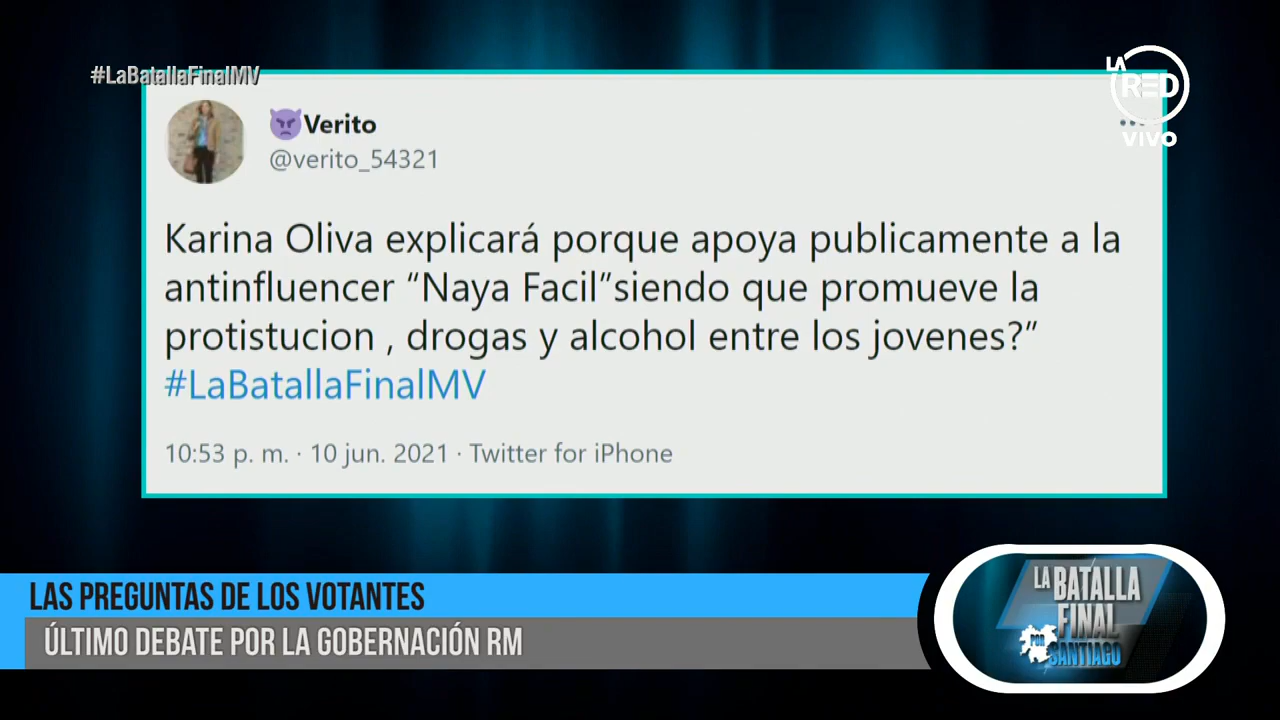 #LaBatallaFinalMV
LA
RED
VIVO
Verito
@verito_54321
Karina Oliva explicará porque apoya publicamente a la
antinfluencer “Naya Facil”siendo que promueve la
protistucion , drogas y alcohol entre los jovenes?”
#LaBatallaFinalMV
10:53 p. m. · 10 jun. 2021 · Twitter for iPhone
LAS PREGUNTAS DE LOS VOTANTES
ÚLTIMO DEBATE POR LA GOBERNACIÓN RM
LA BATALLA
FINAL
POR
SANTIAGO